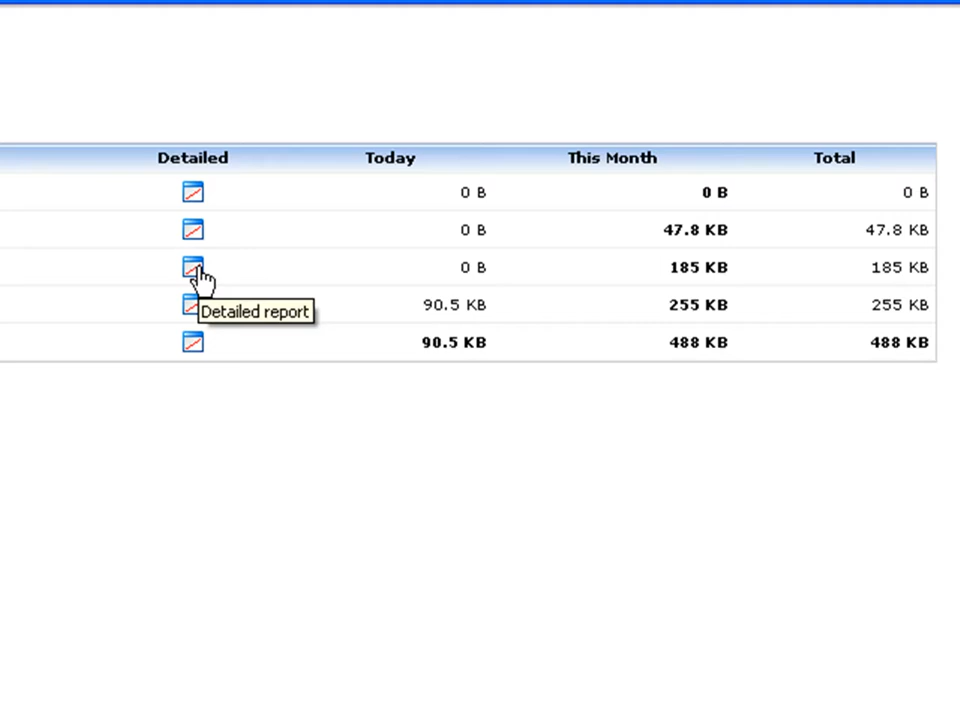 Detailed Today This Month Total
0 B 0 B 0 B
0 B 47.8 KB 47.8 KB
0 B 185 KB 185 KB
Detailed report 90.5 KB 255 KB 255 KB
90.5 KB 488 KB 488 KB